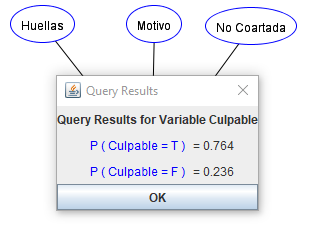 Huellas
Motivo
No Coartada
Query Results
Query Results for Variable Culpable
P ( Culpable = T ) = 0.764
P ( Culpable = F ) = 0.236
OK